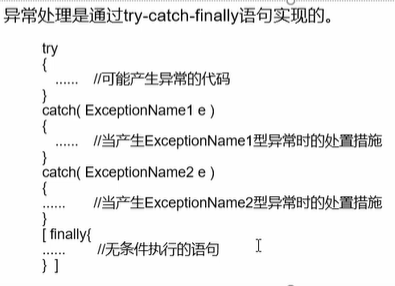 异常处理是通过try-catch-finally语句实现的。
try
{
...... //可能产生异常的代码
}
catch( ExceptionName1 e )
{
...... //当产生ExceptionName1型异常时的处置措施
}
catch( ExceptionName2 e )
{
...... //当产生ExceptionName2型异常时的处置措施
}
[ finally{
...... //无条件执行的语句
} ]